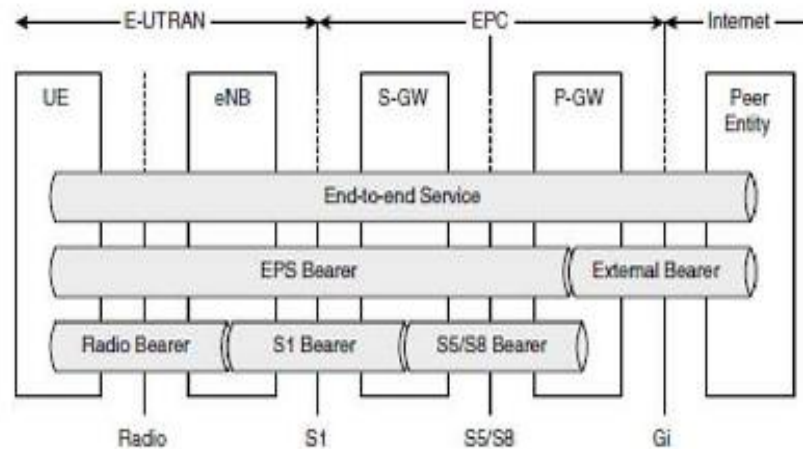 E-UTRAN EPC Internet
UE eNB S-GW P-GW Peer
Entity
End-to-end Service
EPS Bearer External Bearer
Radio Bearer S1 Bearer S5/S8 Bearer
Radio S1 S5/S8 Gi